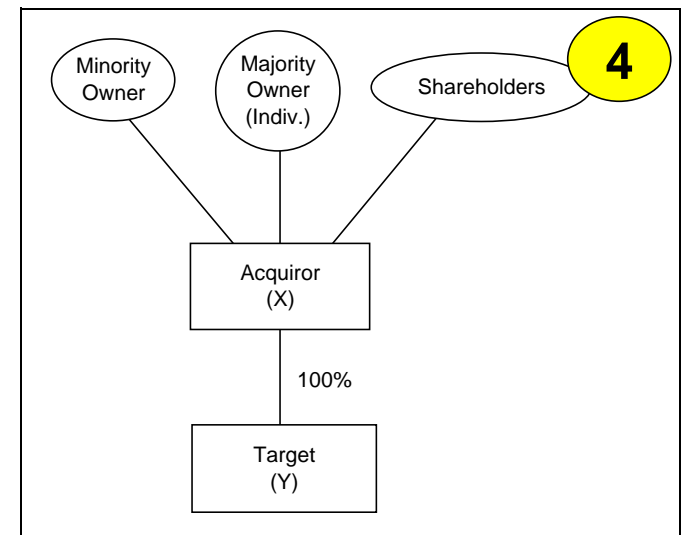 Minority
Owner
Majority
Owner
(Indiv.)
Shareholders
4
Acquiror
(X)
100%
Target
(Y)